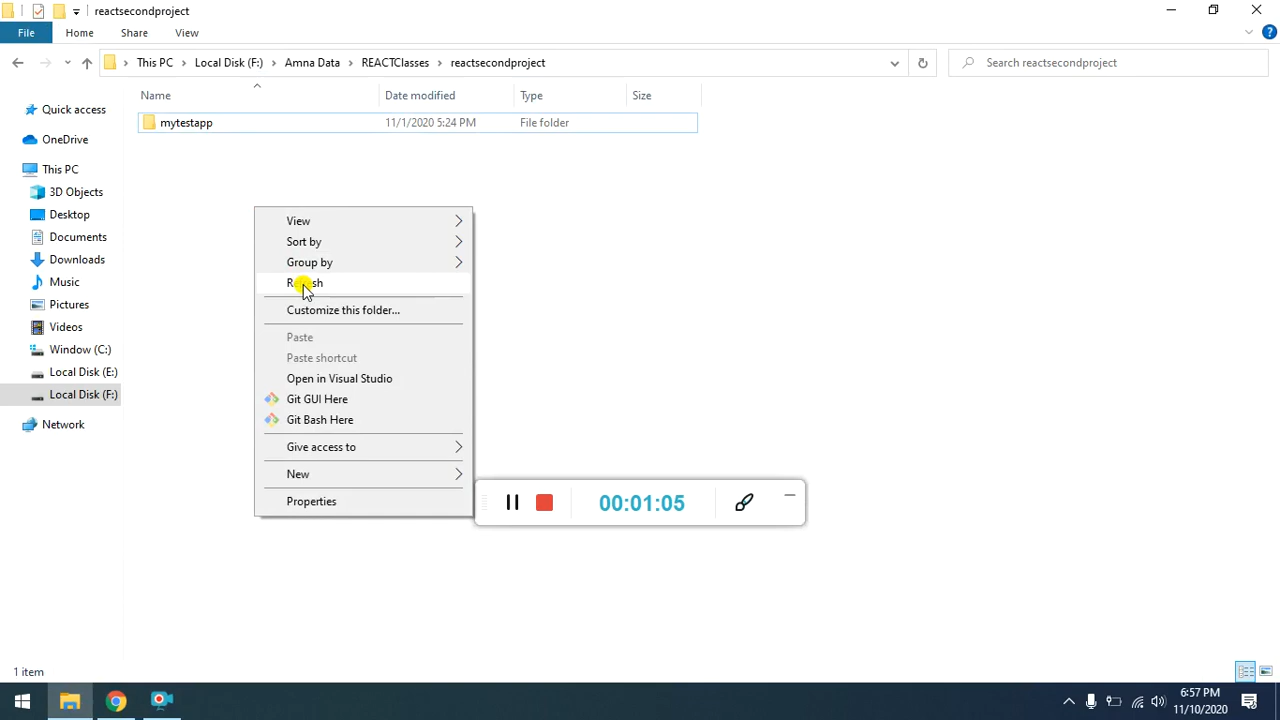 reactsecondproject
File Home Share View
This PC Local Disk (F:) Amna Data REACTClasses reactsecondproject
Search reactsecondproject
Name Date modified Type Size
mytestapp 11/1/2020 5:24 PM File folder
Quick access
OneDrive
This PC
3D Objects
Desktop
Documents
Downloads
Music
Pictures
Videos
Window (C:)
Local Disk (E:)
Local Disk (F:)
Network
View
Sort by
Group by
Customize this folder...
Paste
Paste shortcut
Open in Visual Studio
Git GUI Here
Git Bash Here
Give access to
New
Properties
00:01:05
1 item
6:57 PM
11/10/2020